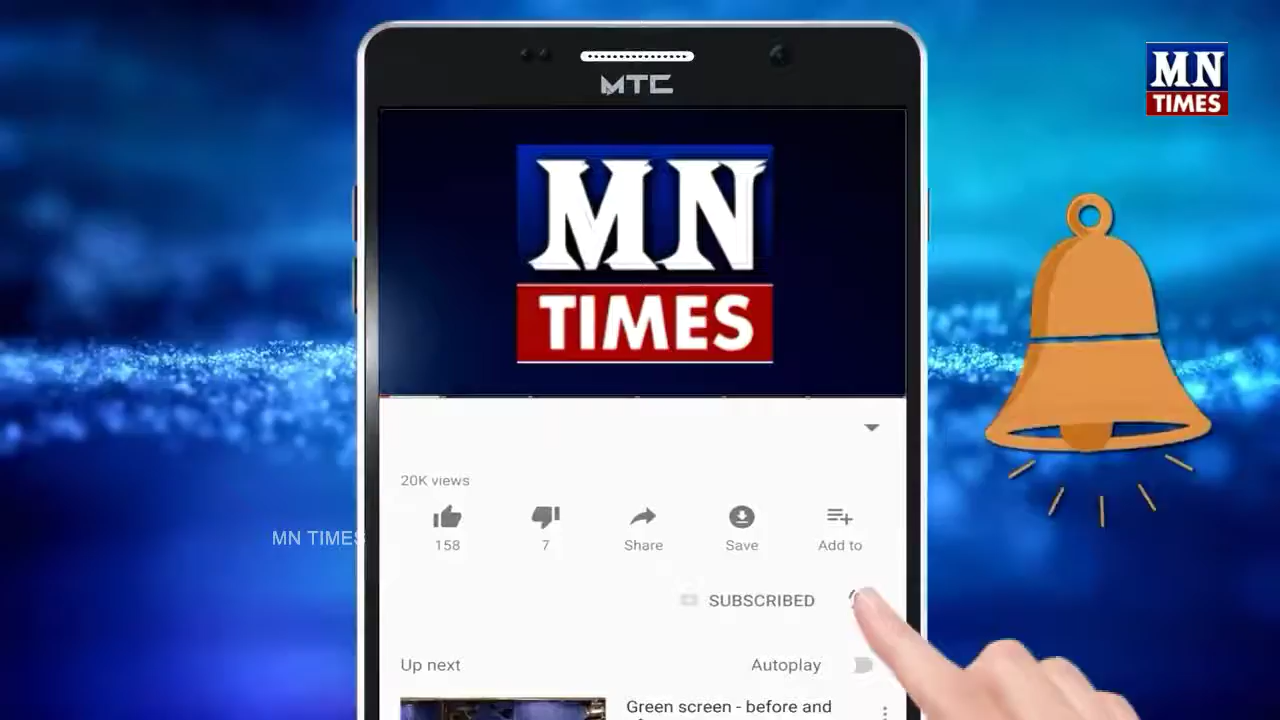 MTC
MN
TIMES
MN
TIMES
20K views
MN TIMES
158
7
Share
Save
Add to
SUBSCRIBED
Up next
Autoplay
Green screen - before and